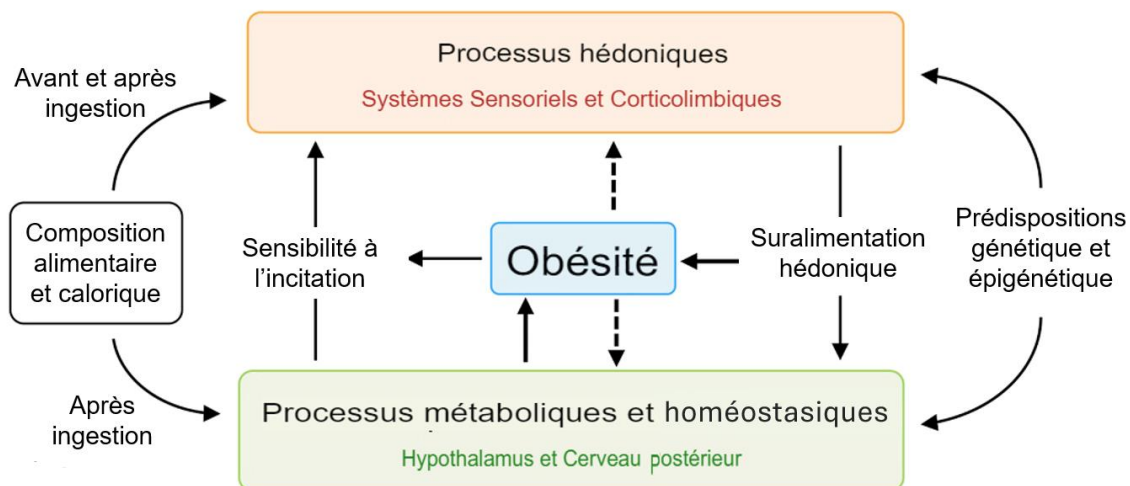 Processus hédoniques
Systèmes Sensoriels et Corticolimbiques
Avant et après
ingestion
Composition
alimentaire
et calorique
Sensibilité à
l’incitation
Obésité
Suralimentation
hédonique
Prédispositions
génétique et
épigénétique
Après
ingestion
Processus métaboliques et homéostasiques
Hypothalamus et Cerveau postérieur